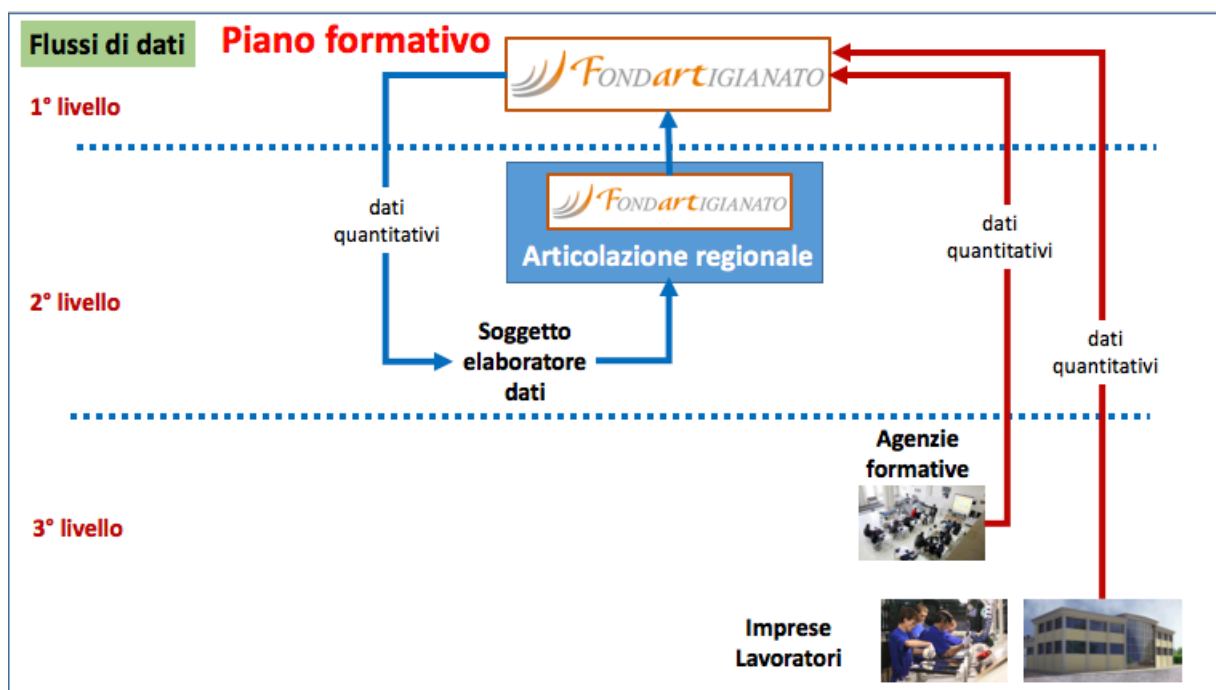 Flussi di dati
Piano formativo
FONDARTIGIANATO
1° livello
FONDARTIGIANATO
Articolazione regionale
dati
quantitativi
dati
quantitativi
2° livello
Soggetto
elaboratore
dati
dati
quantitativi
Agenzie
formative
3° livello
Imprese
Lavoratori